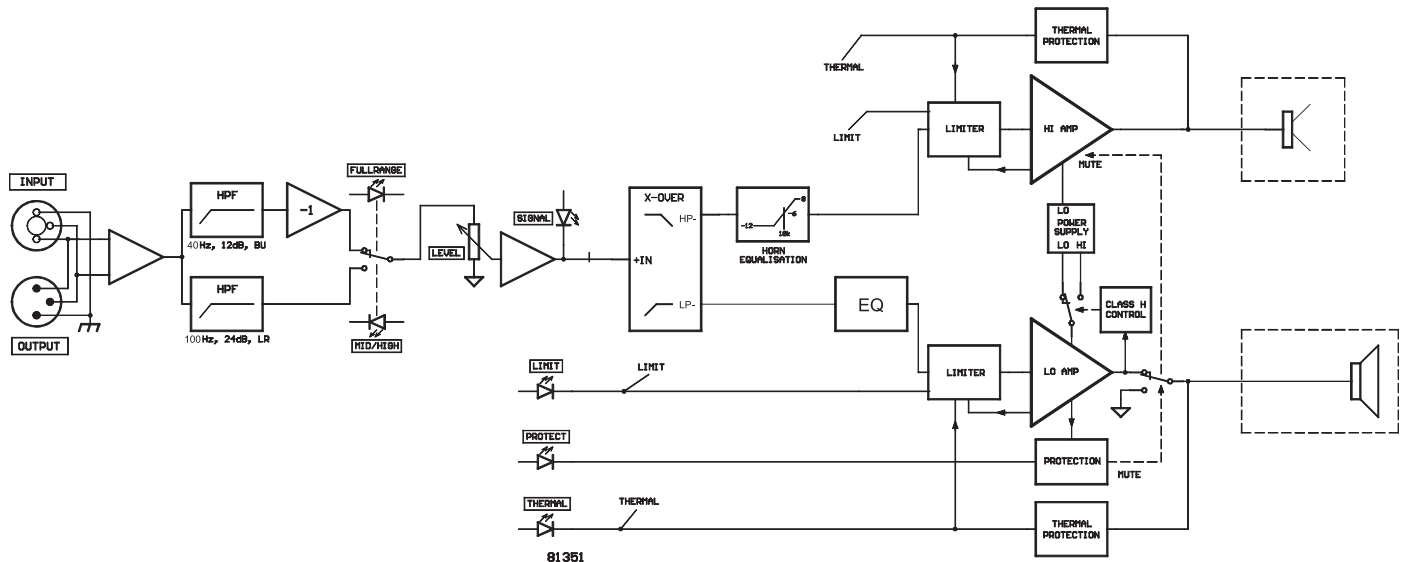 THERMAL
PROTECTION
THERMAL
LIMIT
LIMITER
HI AMP
MUTE
INPUT
FULLRANGE
HPF
-1
40Hz, 12dB, BU
SIGNAL
LEVEL
X-OVER
HP-
+IN
LP-
-12
-6
-0
10k
HORN
EQUALISATION
LO
POWER
SUPPLY
LO HI
HPF
100Hz, 24dB, LR
OUTPUT
MID/HIGH
EQ
CLASS H
CONTROL
LIMIT
LIMIT
LIMITER
LO AMP
PROTECT
PROTECTION
MUTE
THERMAL
THERMAL
THERMAL
PROTECTION
81351